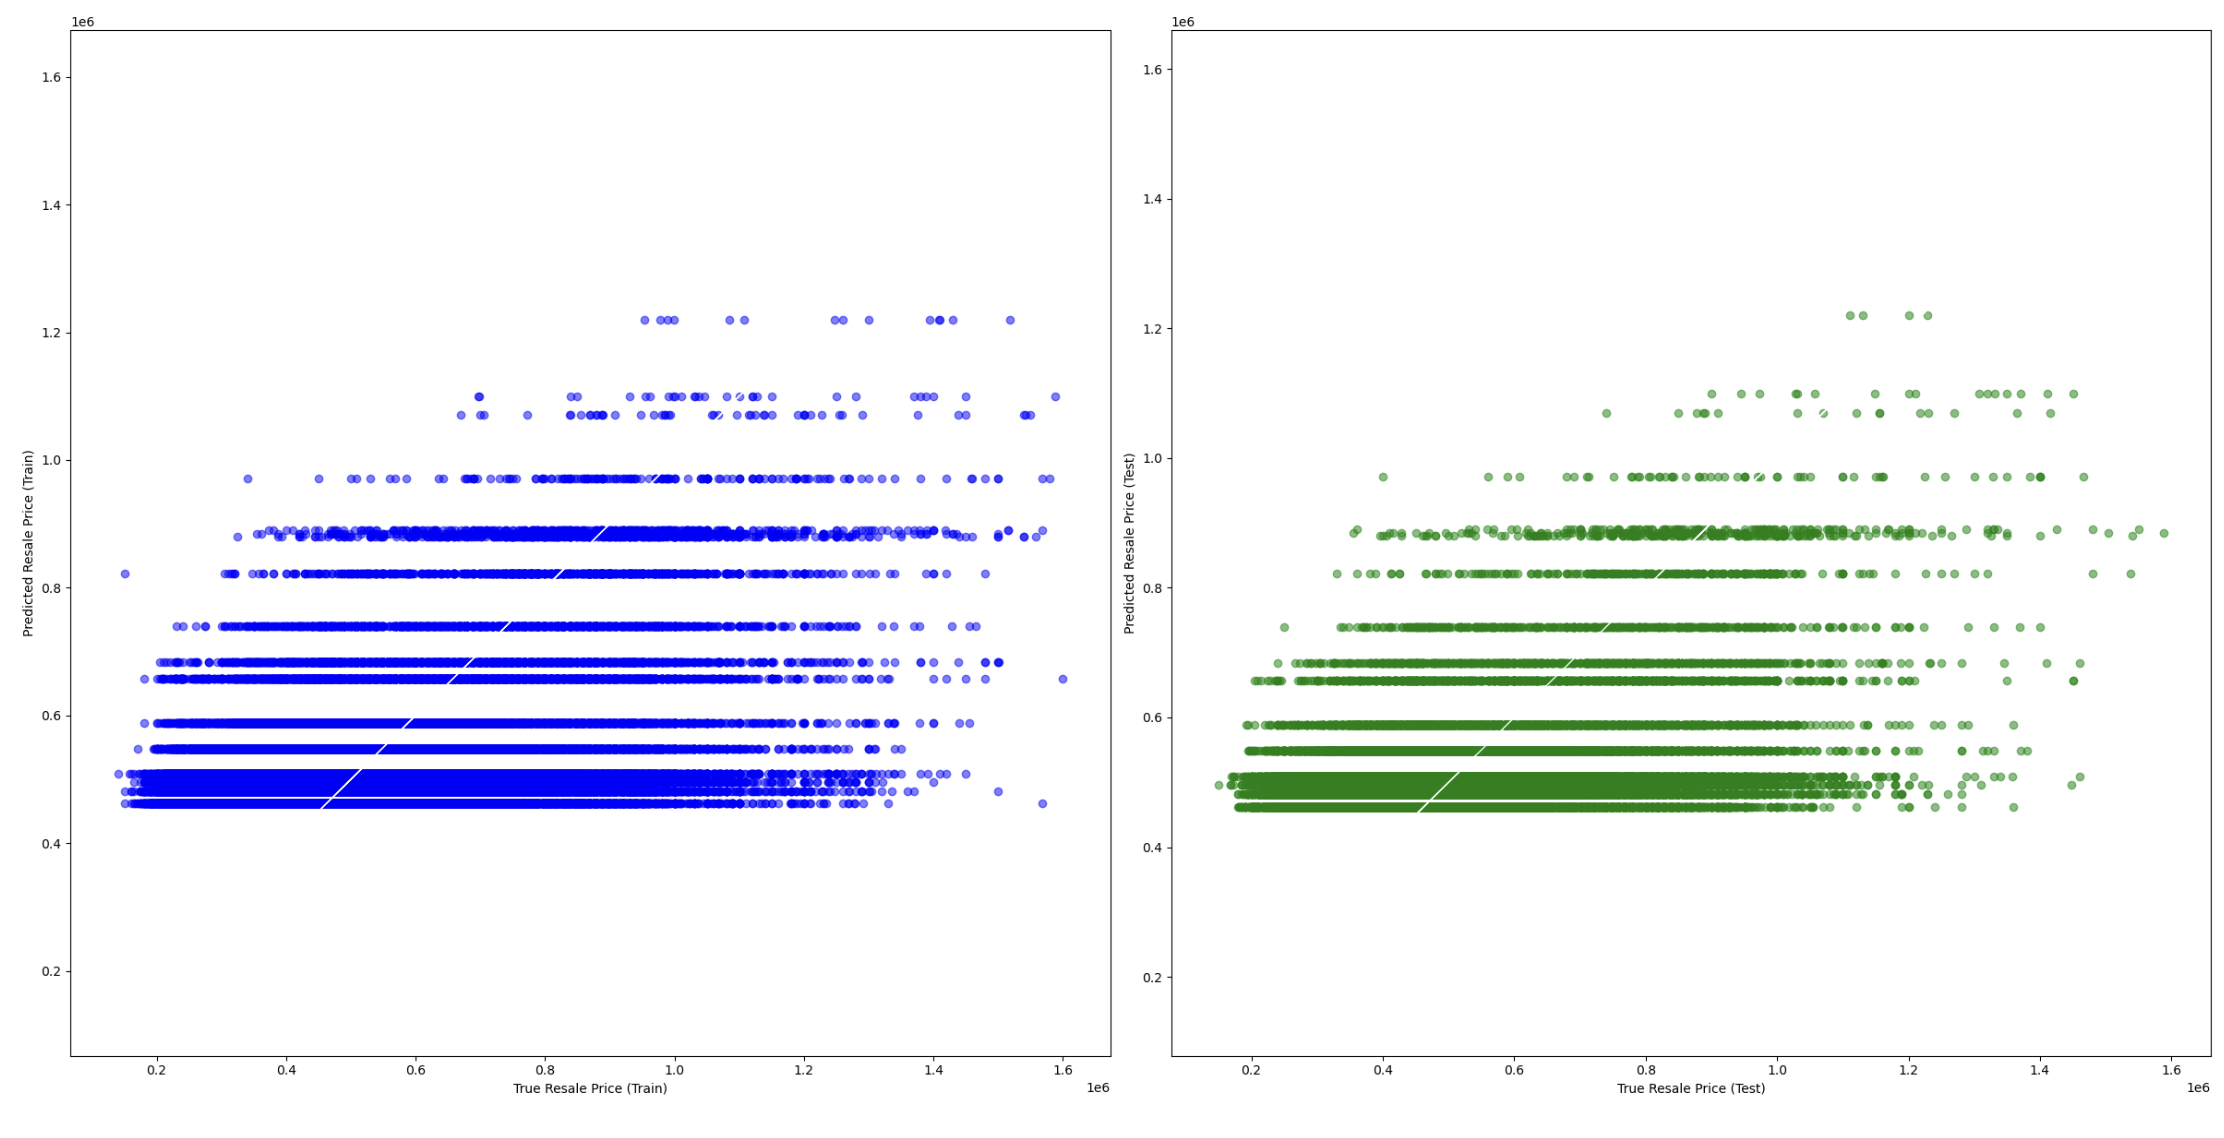 1e6
1.6
1.4
1.2
1.0
0.8
0.6
0.4
0.2
Predicted Resale Price (Train)
0.2 0.4 0.6 0.8 1.0 1.2 1.4 1.6
True Resale Price (Train)
1e6
1e6
1.6
1.4
1.2
1.0
0.8
0.6
0.4
0.2
Predicted Resale Price (Test)
0.2 0.4 0.6 0.8 1.0 1.2 1.4 1.6
True Resale Price (Test)
1e6